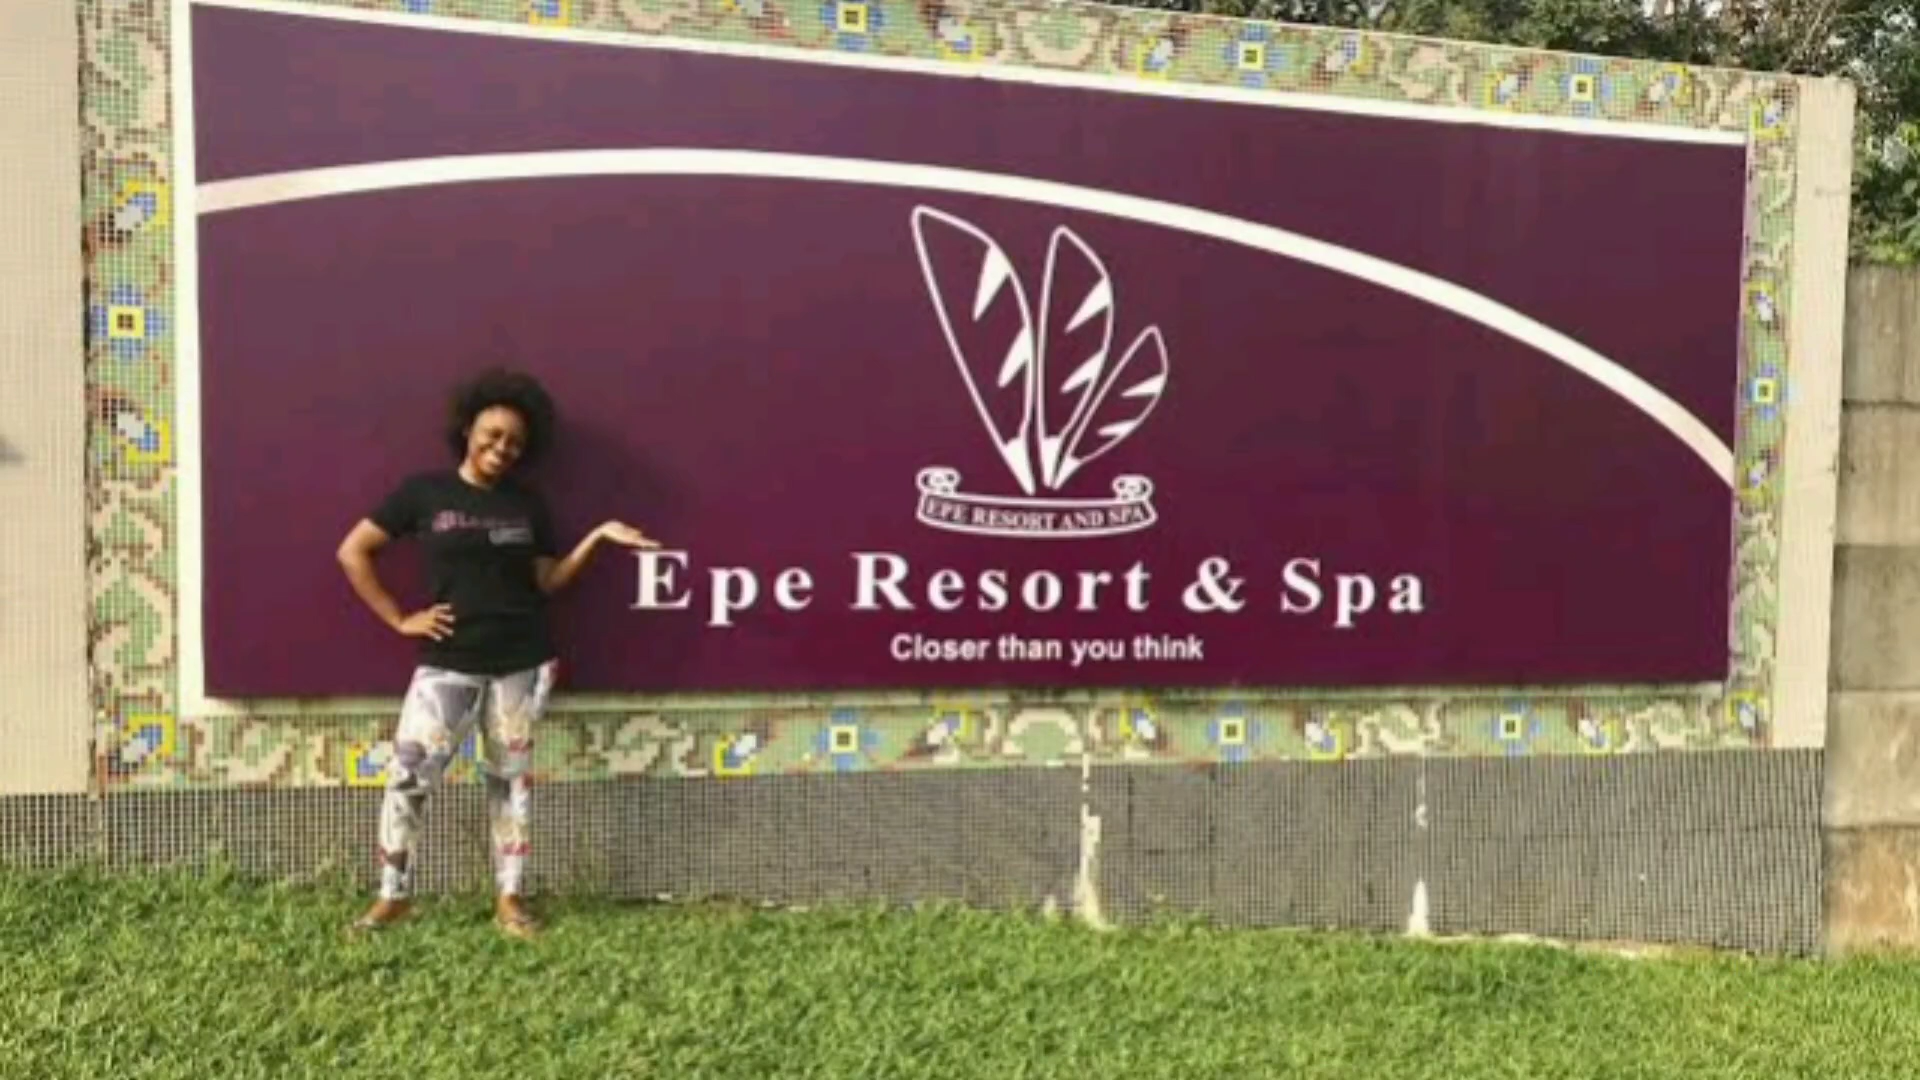 EPE RESORT AND SPA
Epe Resort & Spa
Closer than you think